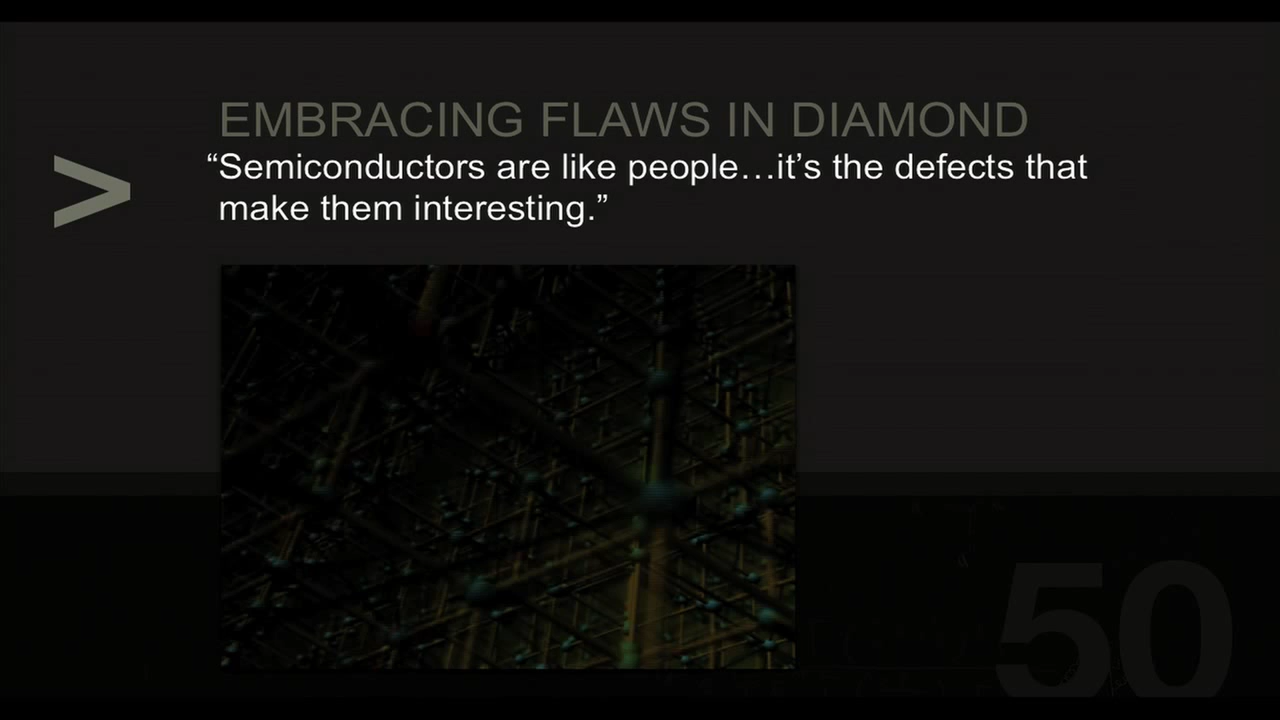 EMBRACING FLAWS IN DIAMOND
>
“Semiconductors are like people…it’s the defects that
make them interesting.”
50